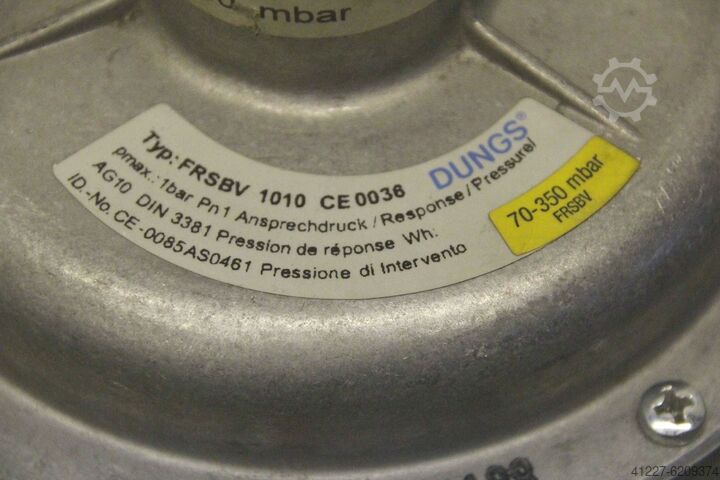 mbar
Typ: FRSBV 1010 CE 0036
DUNGS®
pmax.: 1bar Pn1 Ansprechdruck / Response / Pressure/
AG10 DIN 3381 Pression de réponse Wh:
ID.-No. CE-0085AS0461 Pressione di Intervento
70-350 mbar
FRSBV
41227-6209374